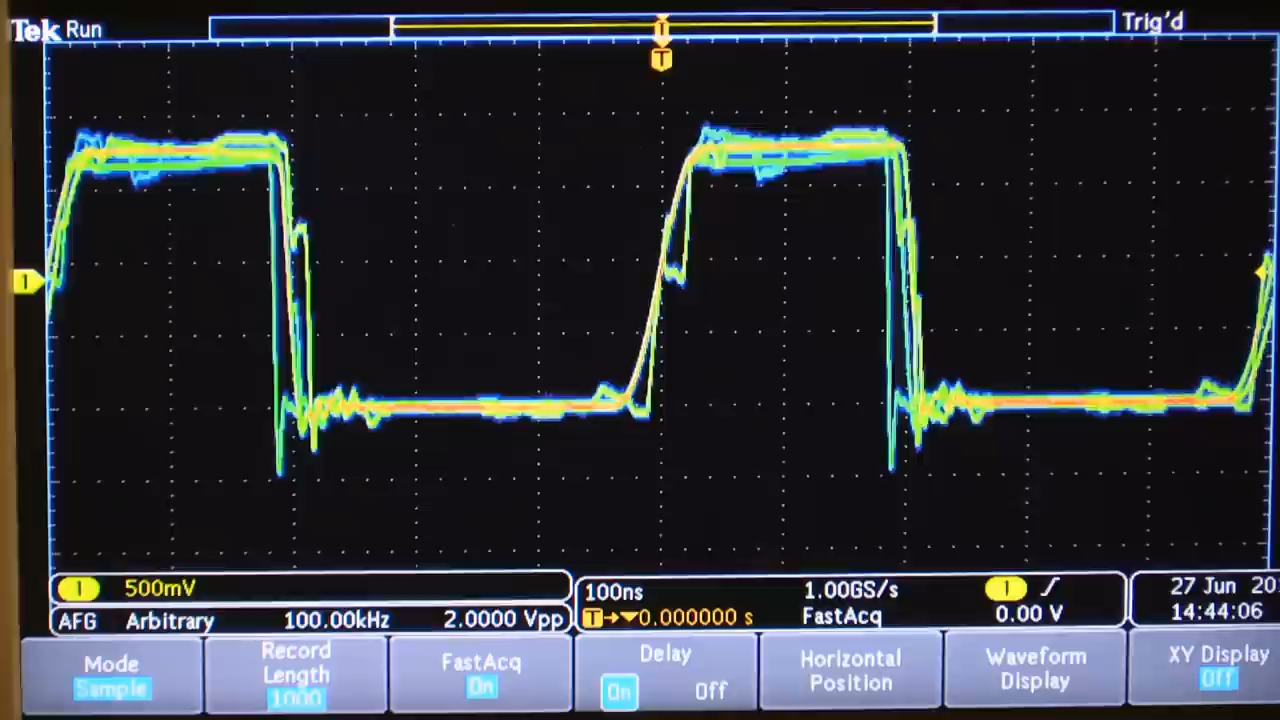 Tek Run
Trig'd
T
T
1
1 500mV
AFG Arbitrary 100.00kHz 2.0000 Vpp
100ns 1.00GS/s 1
T→▼0.000000 s FastAcq 0.00 V
27 Jun
14:44:06
Mode
Sample
Record
Length
1000
FastAcq
On
Delay
On Off
Horizontal
Position
Waveform
Display
XY Display
Off